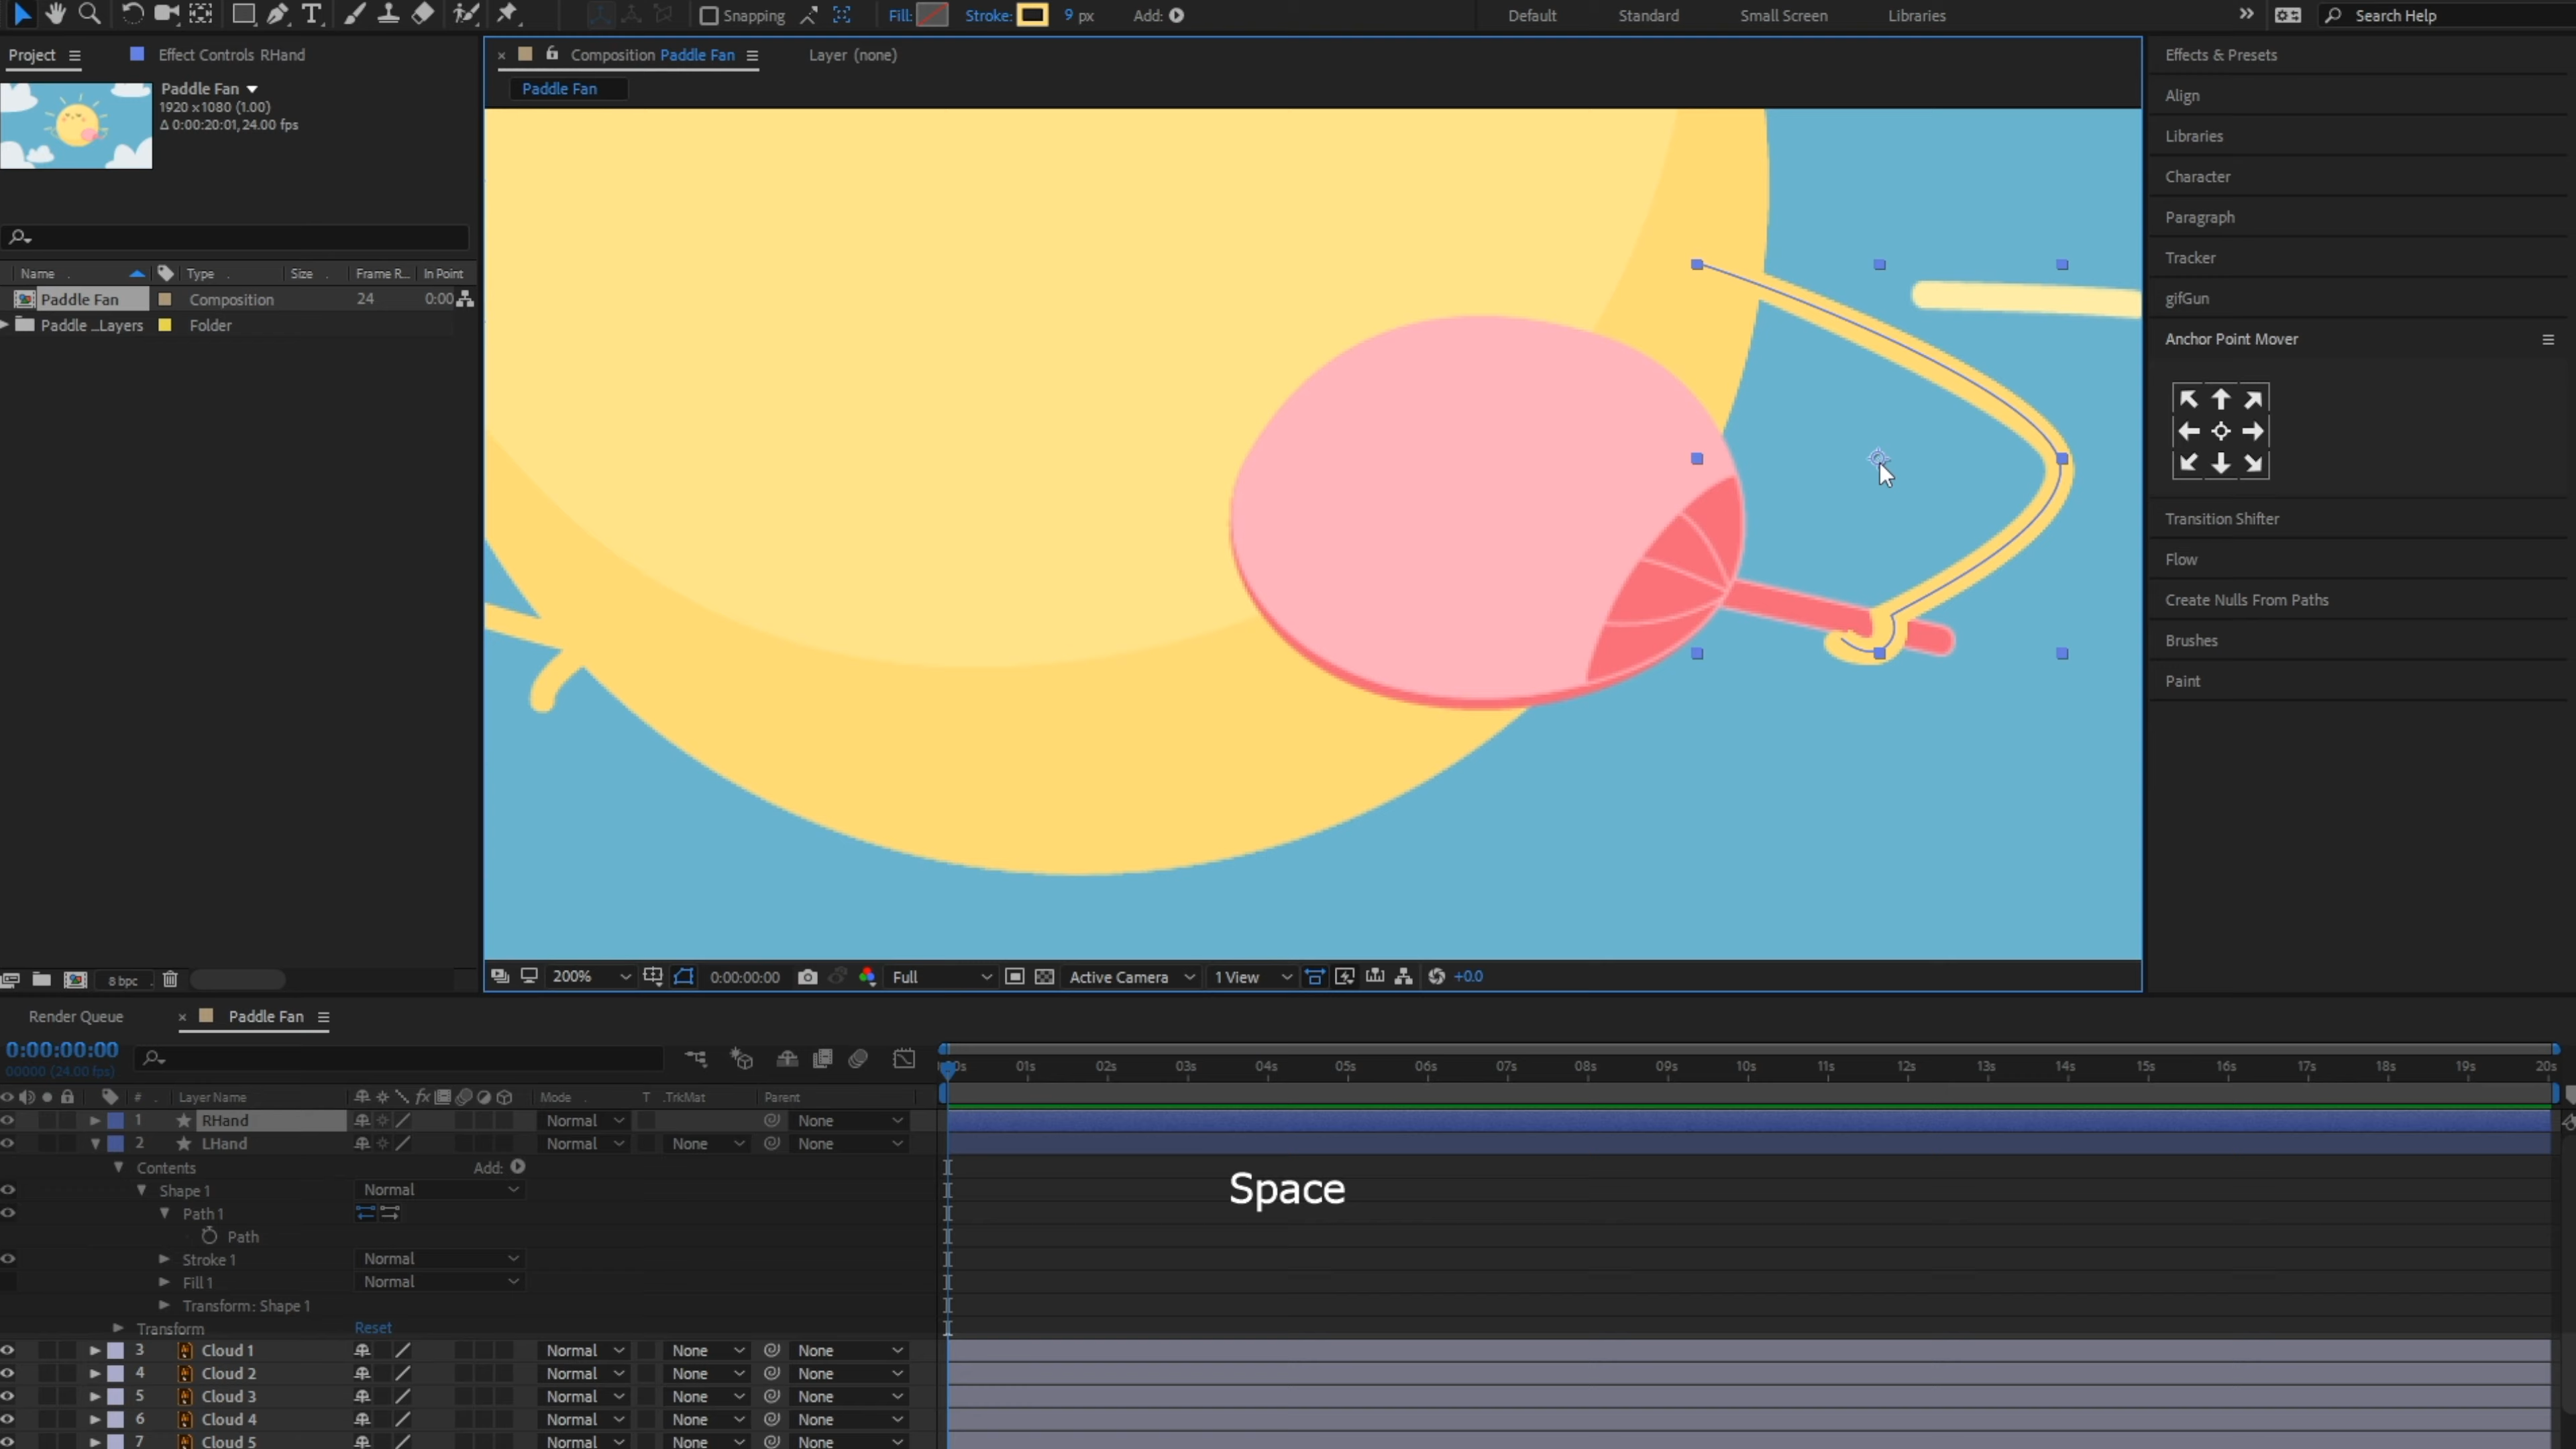 Snapping Fill: Stroke: 9 px Add: Default Standard Small Screen Libraries Search Help
Project Effect Controls RHand Composition Paddle Fan Layer (none) Effects & Presets
Paddle Fan
1920 x1080 (1.00)
Δ 0:00:20:01, 24.00 fps
Paddle Fan
Align
Libraries
Character
Paragraph
Tracker
gifGun
Anchor Point Mover
Transition Shifter
Flow
Create Nulls From Paths
Brushes
Paint
Name Type Size Frame R... In Point
Paddle Fan Composition 24 0:00
Paddle ...Layers Folder
8 bpc
200% 0:00:00:00 Full Active Camera 1 View +0.0
Render Queue Paddle Fan
0:00:00:00
00000 (24.00 fps)
01s 02s 03s 04s 05s 06s 07s 08s 09s 10s 11s 12s 13s 14s 15s 16s 17s 18s 19s 20s
# Layer Name fx Mode T .TrkMat Parent
1 RHand Normal None
2 LHand Normal None None
Contents Add:
Shape 1 Normal
Path 1
Path
Stroke 1 Normal
Fill 1 Normal
Transform: Shape 1
Transform Reset
Space
3 Cloud 1 Normal None None
4 Cloud 2 Normal None None
5 Cloud 3 Normal None None
6 Cloud 4 Normal None None
7 Cloud 5 Normal None None